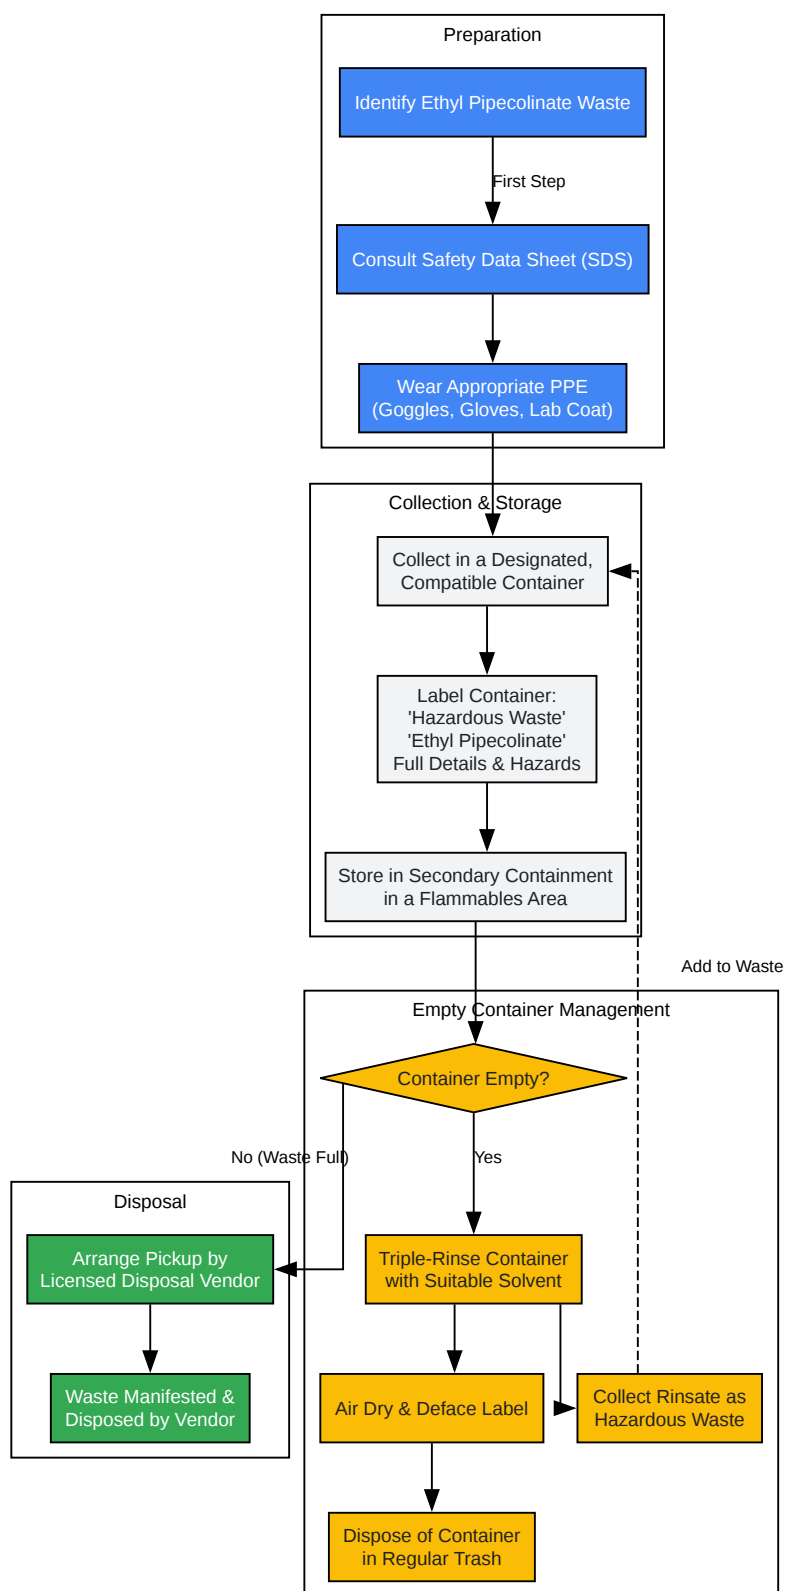 Preparation
Identify Ethyl Pipecolinate Waste
First Step
Consult Safety Data Sheet (SDS)
Wear Appropriate PPE
(Goggles, Gloves, Lab Coat)
Collection & Storage
Collect in a Designated,
Compatible Container
Label Container:
'Hazardous Waste'
'Ethyl Pipecolinate'
Full Details & Hazards
Store in Secondary Containment
in a Flammables Area
Add to Waste
Empty Container Management
Container Empty?
No (Waste Full)
Yes
Disposal
Arrange Pickup by
Licensed Disposal Vendor
Triple-Rinse Container
with Suitable Solvent
Waste Manifested &
Disposed by Vendor
Air Dry & Deface Label
Collect Rinsate as
Hazardous Waste
Dispose of Container
in Regular Trash